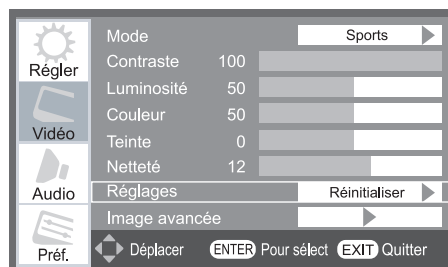 Régler
Vidéo
Audio
Préf.
Mode Sports
Contraste 100
Luminosité 50
Couleur 50
Teinte 0
Netteté 12
Réglages Réinitialiser
Image avancée
Déplacer ENTER Pour sélect EXIT Quitter